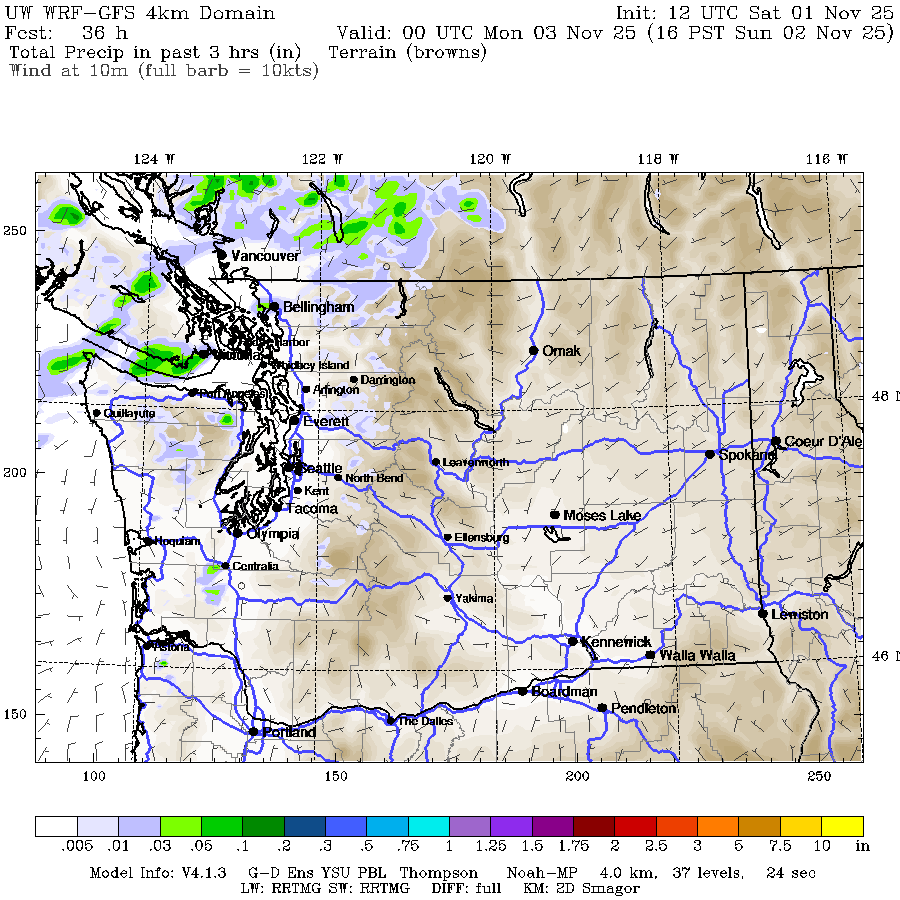 UW WRF-GFS 4km Domain Init: 12 UTC Sat 01 Nov 25
Fcst: 36 h Valid: 00 UTC Mon 03 Nov 25 (16 PST Sun 02 Nov 25)
Total Precip in past 3 hrs (in) Terrain (browns)
Wind at 10m (full barb = 10kts)
124 W 122 W 120 W 118 W 116 W
250
Vancouver
Bellingham
Harbor
Omak
Victoria
Whidbey Island
Darrington
Port Angeles
Arlington
48 N
Quillayute
Everett
Coeur D'Ale
Spokane
Leavenworth
200
Seattle
North Bend
Kent
Tacoma
Moses Lake
Olympia
Ellensburg
Hoquiam
Centralia
Yakima
Lewiston
Kennewick
Astoria
Walla Walla
46 N
Boardman
Pendleton
150
The Dalles
Portland
100 150 200 250
.005 .01 .03 .05 .1 .2 .3 .5 .75 1 1.25 1.5 1.75 2 2.5 3 5 7.5 10 in
Model Info: V4.1.3 G-D Ens YSU PBL Thompson Noah-MP 4.0 km, 37 levels, 24 sec
LW: RRTMG SW: RRTMG DIFF: full KM: 2D Smagor